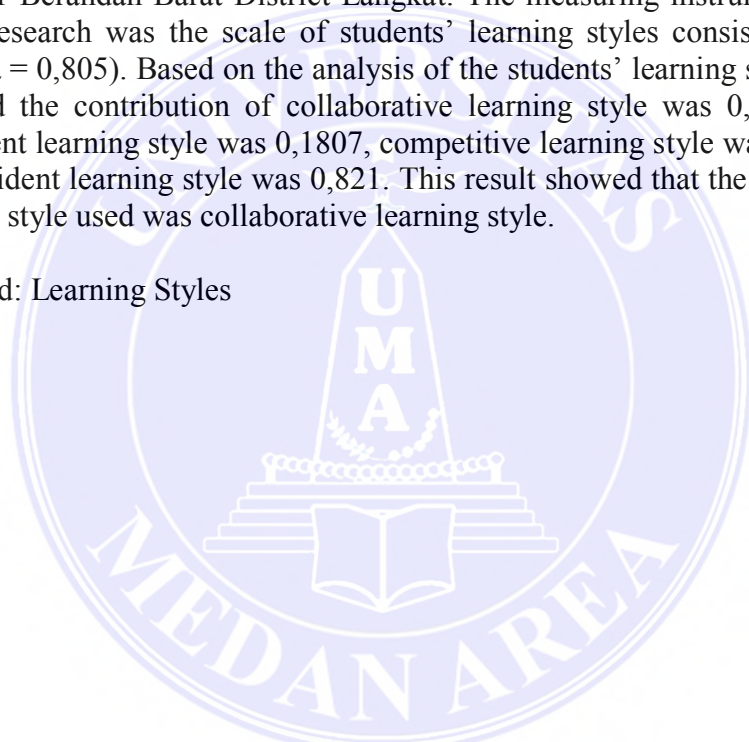 r Berandan Barat District Langkat. The measuring instru
esearch was the scale of students' learning styles consis
= 0,805). Based on the analysis of the students' learning s
d the contribution of collaborative learning style was 0,
ent learning style was 0,1807, competitive learning style wa
ident learning style was 0,821. This result showed that the
style used was collaborative learning style.
d: Learning Styles
UNIVERSITAS
U
M
A
MEDAN AREA